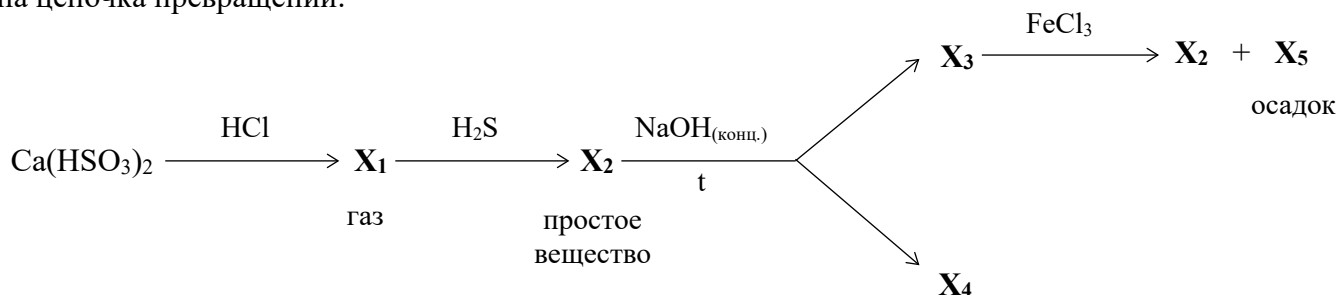 на цепочка превращений:
FeCl₃
X₃ X₂ + X₅
осадок
HCl H₂S NaOH(конц.)
Ca(HSO₃)₂ X₁ X₂
t
газ простое
вещество
X₄